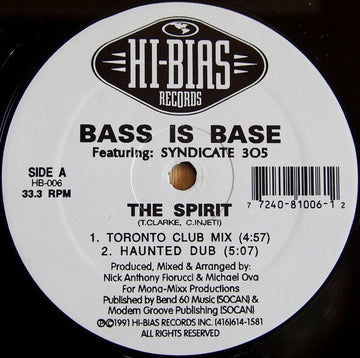 HI-BIAS
RECORDS
BASS IS BASE
Featuring: SYNDICATE 305
SIDE A
HB-006
33.3 RPM
7 7240-81006-1 2
THE SPIRIT
(T.CLARKE, C.INJETI)
1. TORONTO CLUB MIX (4:57)
2. HAUNTED DUB (5:07)
Produced, Mixed & Arranged by:
Nick Anthony Fiorucci & Michael Ova
For Mona-Mixx Productions
Published by Bend 60 Music (SOCAN) &
Modern Groove Publishing (SOCAN)
℗©1991 HI-BIAS RECORDS INC. (416)614-1581
ALL RIGHTS RESERVED